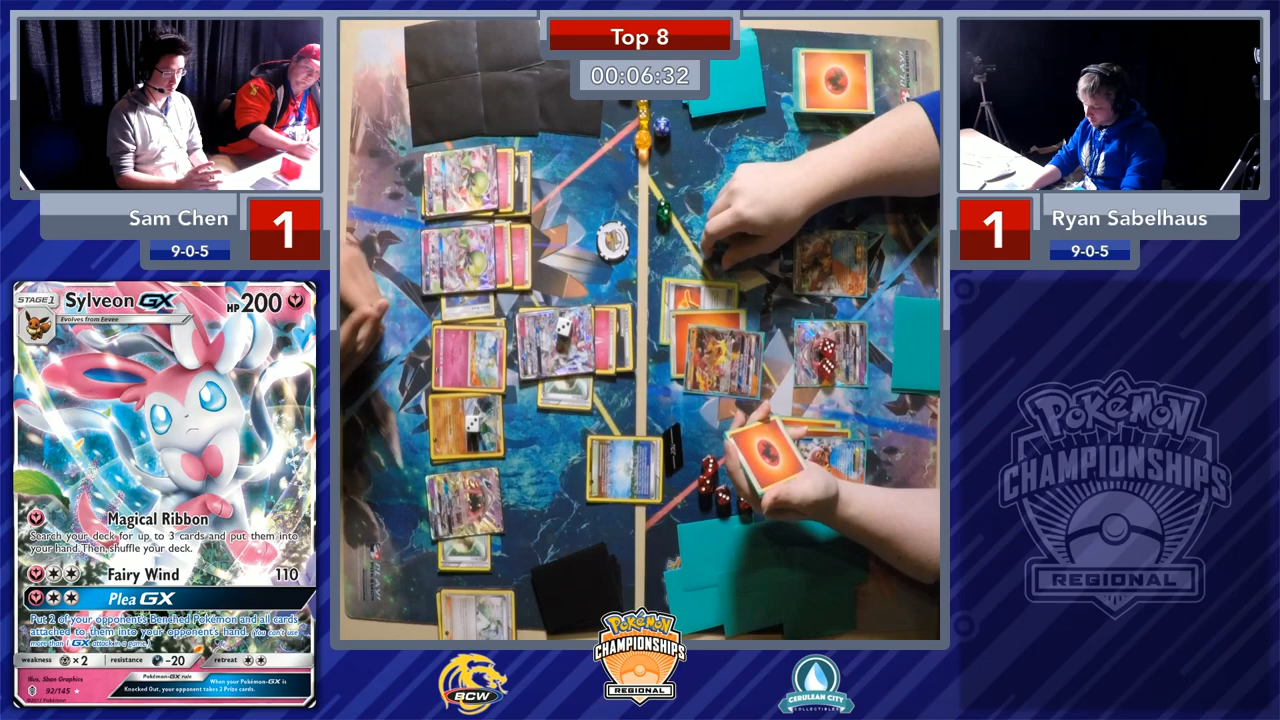 Top 8
00:06:32
Sam Chen
1
9-0-5
1
Ryan Sabelhaus
9-0-5
STAGE 1
Sylveon GX
HP 200
Evolves from Eevee
Magical Ribbon
Search your deck for up to 3 cards and put them into
your hand. Then, shuffle your deck.
Fairy Wind 110
Plea GX
Put 2 of your opponent's Benched Pokémon and all cards
attached to them into your opponent's hand. (You can't use
more than 1 GX attack in a game.)
weakness ×2 resistance -20 retreat
Pokémon-GX rule
When your Pokémon-GX is
Knocked Out, your opponent takes 2 Prize cards.
Illus. 5ban Graphics
92/145
POKÉMON
CHAMPIONSHIPS
REGIONAL
BCW
CERULEAN CITY
COLLECTIBLES
POKÉMON
CHAMPIONSHIPS
REGIONAL